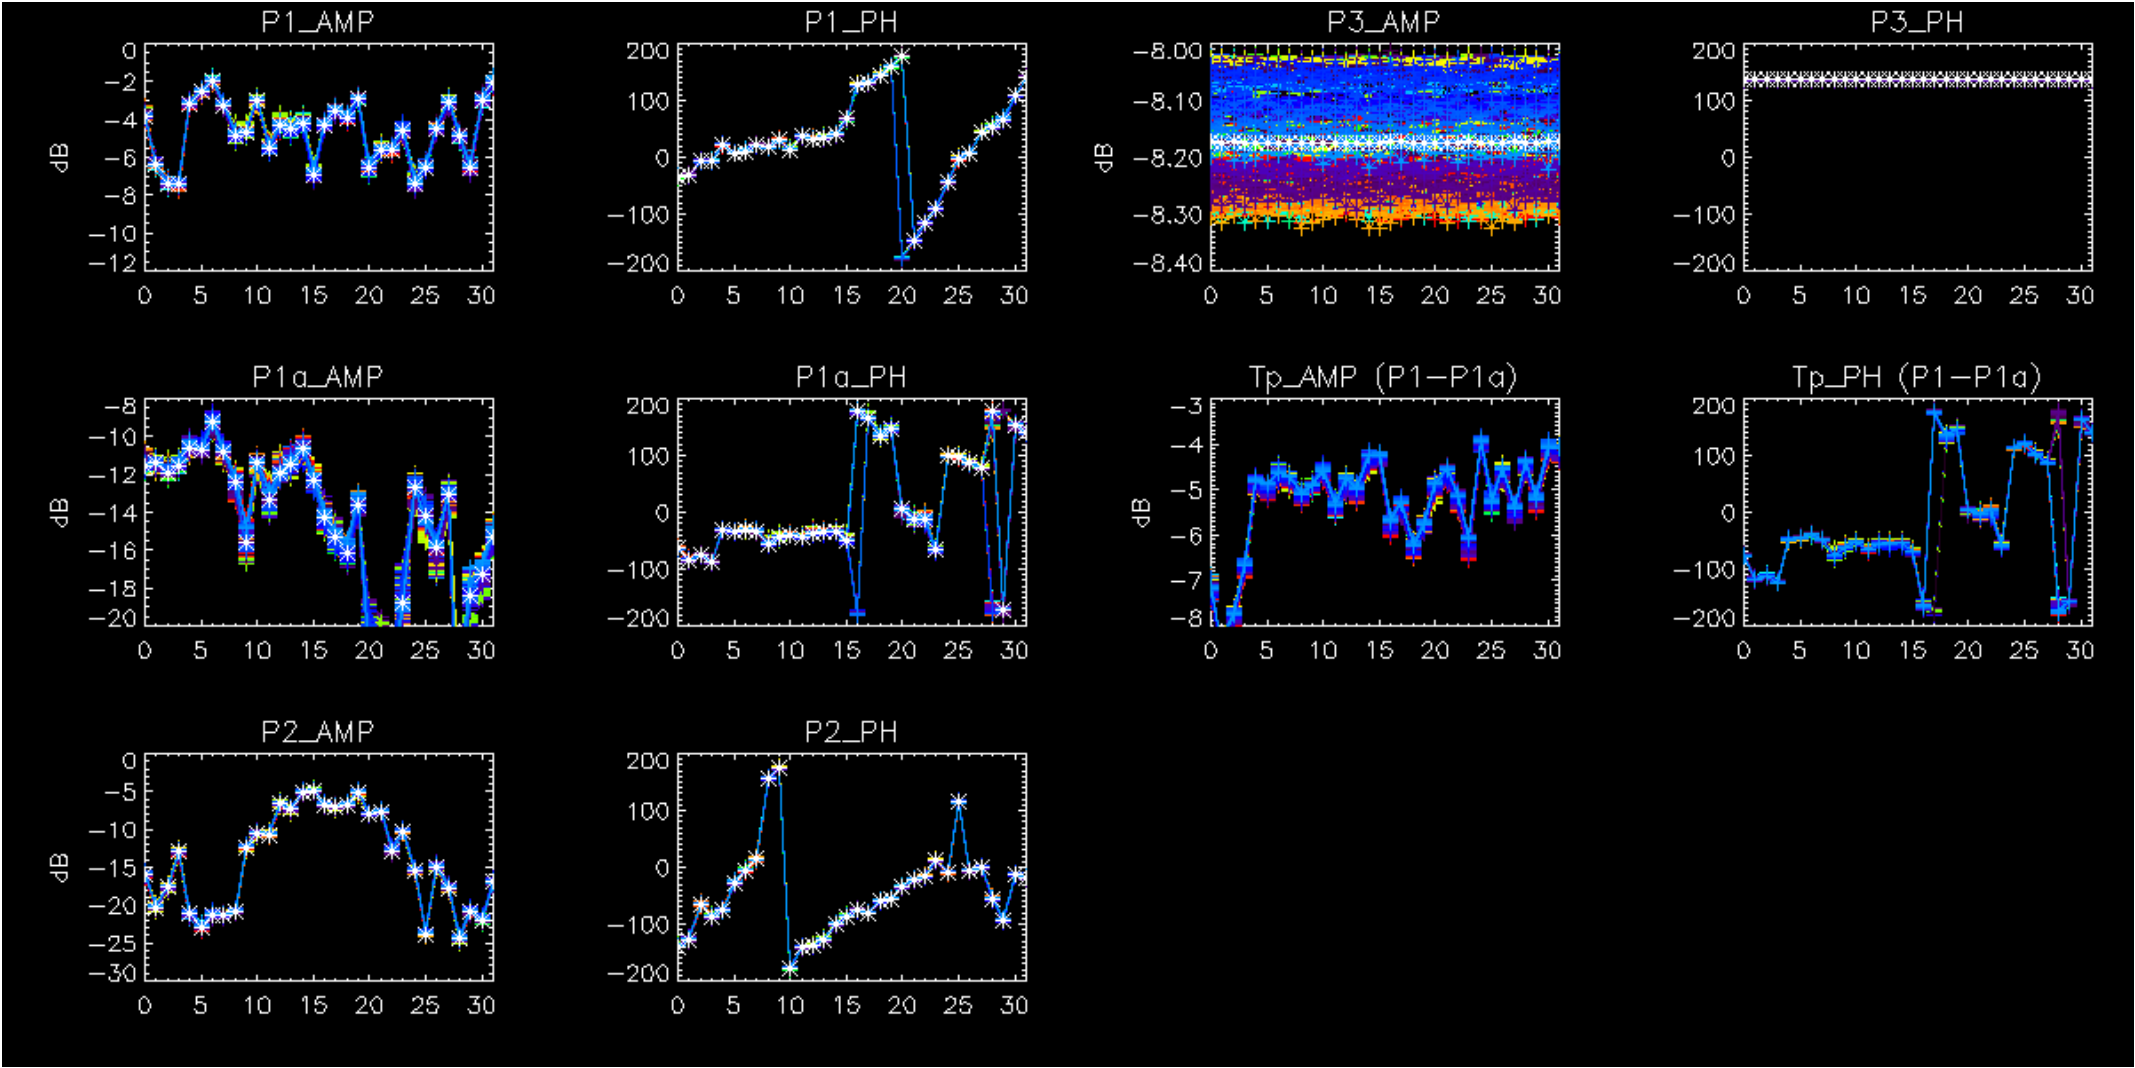 P1_AMP
dB
0
−2
−4
−6
−8
−10
−12
0 5 10 15 20 25 30
P1_PH
200
100
0
−100
−200
0 5 10 15 20 25 30
P3_AMP
dB
−8.00
−8.10
−8.20
−8.30
−8.40
0 5 10 15 20 25 30
P3_PH
200
100
0
−100
−200
0 5 10 15 20 25 30
P1a_AMP
dB
−8
−10
−12
−14
−16
−18
−20
0 5 10 15 20 25 30
P1a_PH
200
100
0
−100
−200
0 5 10 15 20 25 30
Tp_AMP (P1−P1a)
dB
−3
−4
−5
−6
−7
−8
0 5 10 15 20 25 30
Tp_PH (P1−P1a)
200
100
0
−100
−200
0 5 10 15 20 25 30
P2_AMP
dB
0
−5
−10
−15
−20
−25
−30
0 5 10 15 20 25 30
P2_PH
200
100
0
−100
−200
0 5 10 15 20 25 30